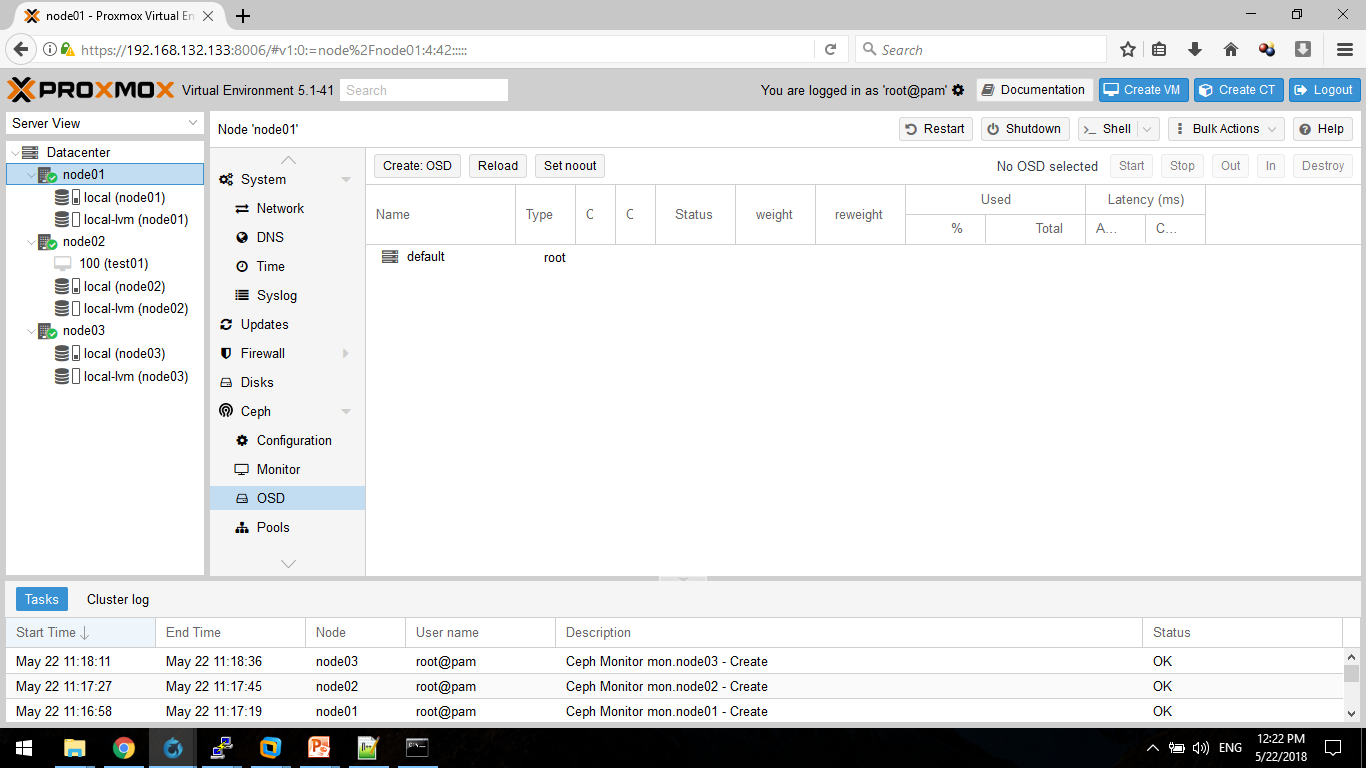 node01 - Proxmox Virtual En
https://192.168.132.133:8006/#v1:0:=node%2Fnode01:4:42:::::
Search
PROXMOX Virtual Environment 5.1-41
Search
You are logged in as 'root@pam'
Documentation
Create VM
Create CT
Logout
Server View
Datacenter
node01
local (node01)
local-lvm (node01)
node02
100 (test01)
local (node02)
local-lvm (node02)
node03
local (node03)
local-lvm (node03)
Node 'node01'
Restart
Shutdown
>_ Shell
Bulk Actions
Help
System
Network
DNS
Time
Syslog
Updates
Firewall
Disks
Ceph
Configuration
Monitor
OSD
Pools
Create: OSD
Reload
Set noout
No OSD selected
Start
Stop
Out
In
Destroy
Name Type C C Status weight reweight Used Latency (ms)
% Total A... C...
default root
Tasks Cluster log
Start Time End Time Node User name Description Status
May 22 11:18:11 May 22 11:18:36 node03 root@pam Ceph Monitor mon.node03 - Create OK
May 22 11:17:27 May 22 11:17:45 node02 root@pam Ceph Monitor mon.node02 - Create OK
May 22 11:16:58 May 22 11:17:19 node01 root@pam Ceph Monitor mon.node01 - Create OK
ENG
12:22 PM
5/22/2018